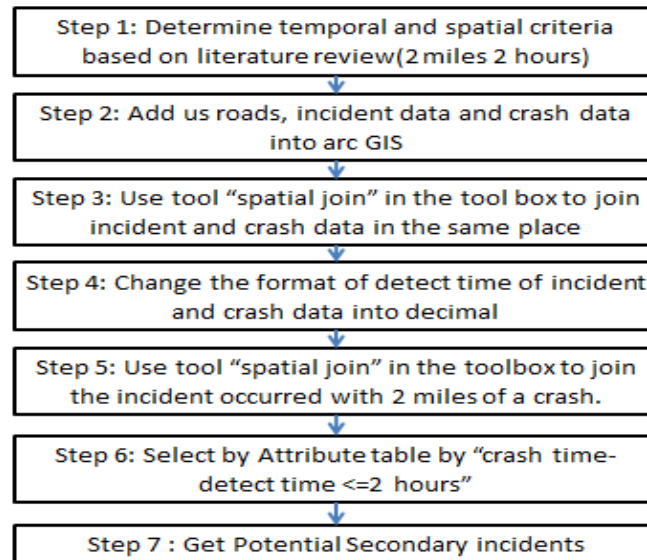 Step 1: Determine temporal and spatial criteria
based on literature review(2 miles 2 hours)
Step 2: Add us roads, incident data and crash data
into arc GIS
Step 3: Use tool “spatial join” in the tool box to join
incident and crash data in the same place
Step 4: Change the format of detect time of incident
and crash data into decimal
Step 5: Use tool “spatial join” in the toolbox to join
the incident occurred with 2 miles of a crash.
Step 6: Select by Attribute table by “crash time-
detect time <=2 hours”
Step 7 : Get Potential Secondary incidents